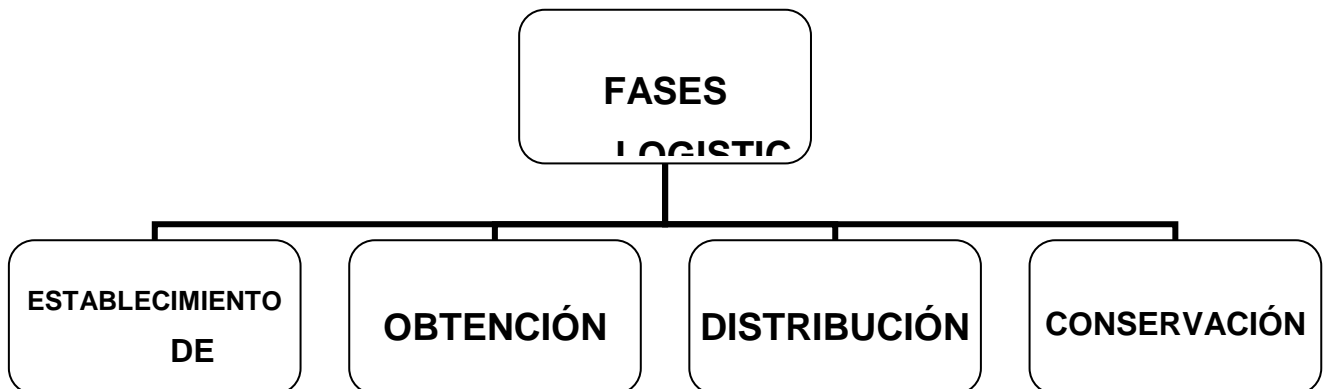 FASES
LOGISTIC
ESTABLECIMIENTO
DE
OBTENCIÓN
DISTRIBUCIÓN
CONSERVACIÓN